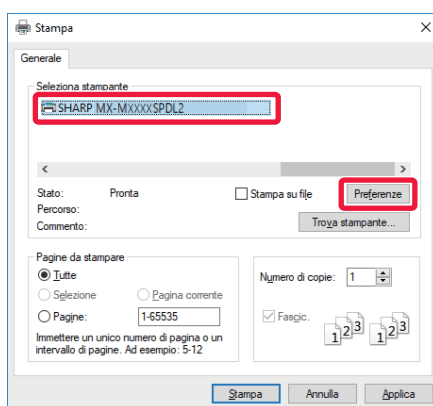 Stampa
Generale
Seleziona stampante
SHARP MX-MXXXXSPDL2
Stato: Pronta
Stampa su file
Preferenze
Percorso:
Commento:
Trova stampante...
Pagine da stampare
Tutte
Selezione
Pagina corrente
Pagine:
1-65535
Immettere un unico numero di pagina o un
intervallo di pagine. Ad esempio: 5-12
Numero di copie: 1
Fascic.
1 2 3 1 2 3
Stampa
Annulla
Applica